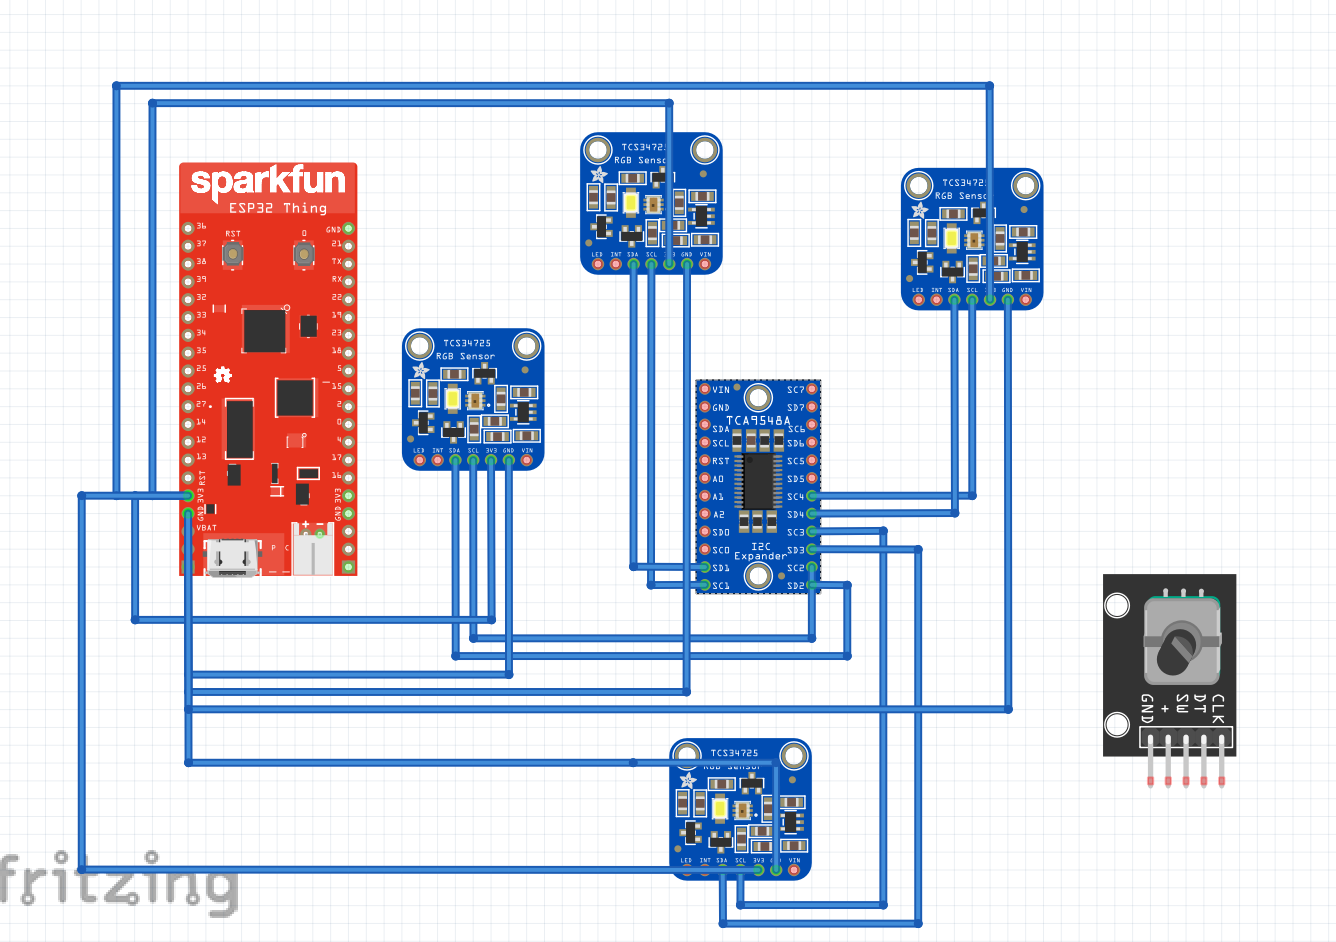 sparkfun
ESP32 Thing
36
37
38
39
32
33
34
35
25
26
27
14
12
13
RST
3V3
GND
VBAT
RST
0
GND
21
TX
RX
22
19
23
18
5
15
2
0
4
17
16
3V3
GND
+ -
P
C
TCS34725
RGB Sensor
LED INT SDA SCL 3V3 GND VIN
TCS34725
RGB Sensor
LED INT SDA SCL GND VIN
TCS34725
RGB Sensor
LED INT SDA SCL GND VIN
VIN
GND
SDA
SCL
RST
A0
A1
A2
SD0
SC0
SD1
SC1
TCA9548A
I2C
Expander
SC7
SD7
SC6
SD6
SC5
SD5
SC4
SD4
SC3
SD3
SC2
SD2
TCS34725
RGB Sensor
LED INT SDA SCL 3V3 VIN
GND
+
SW
DT
CLK
fritzing